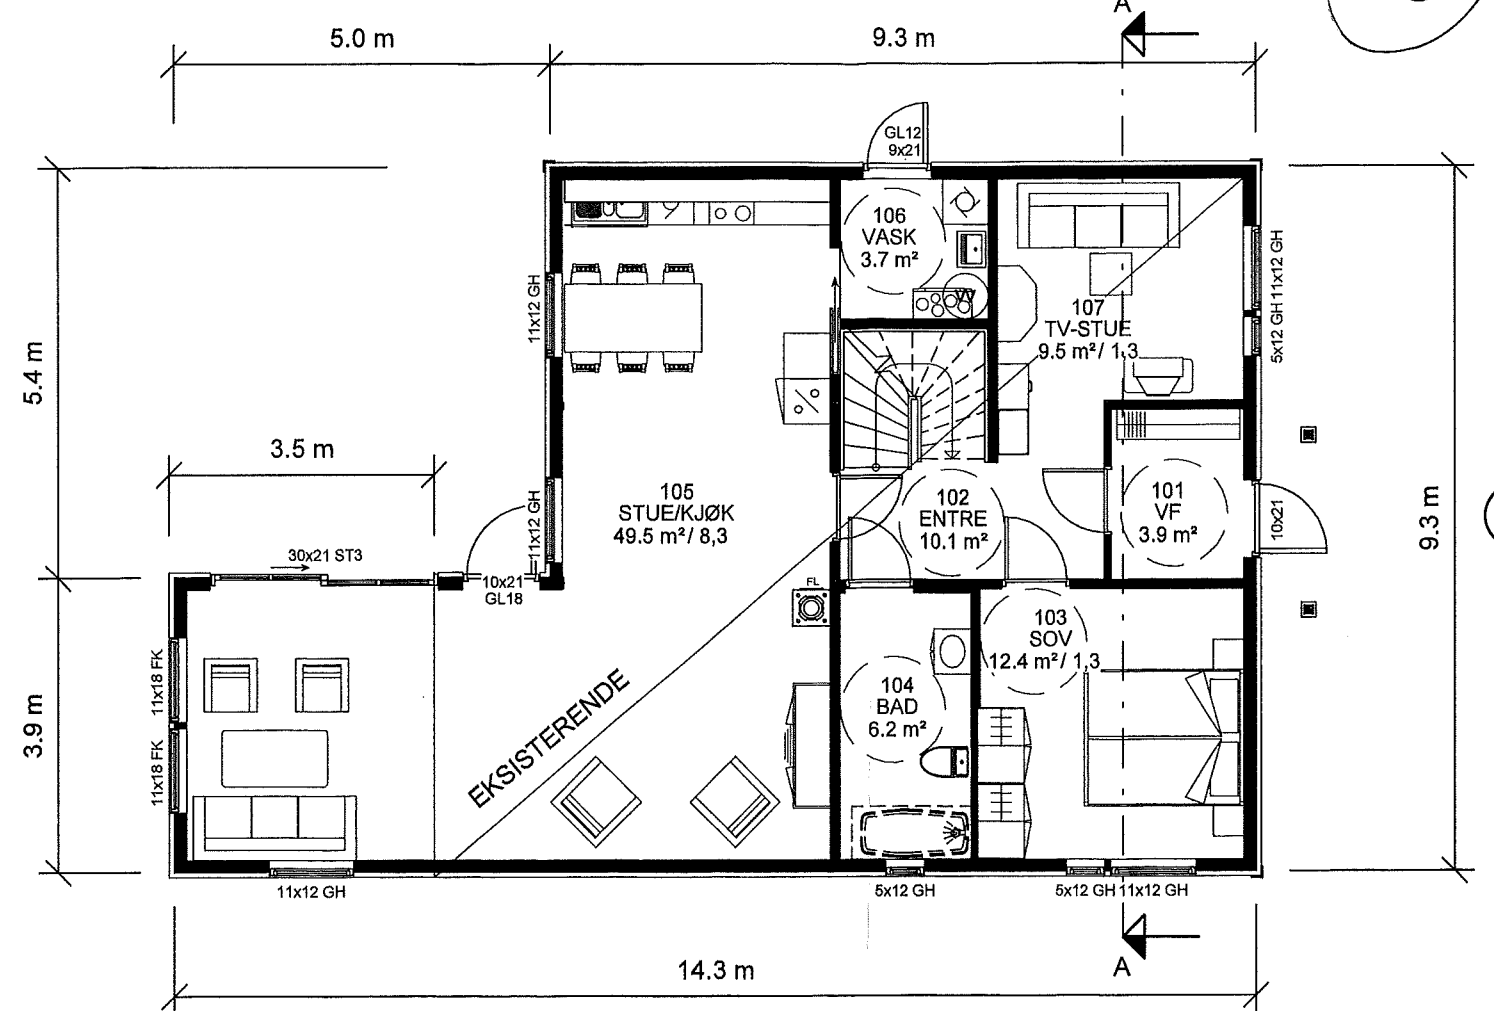 A
5.0 m
9.3 m
GL12
9x21
5.4 m
3.9 m
3.5 m
9.3 m
14.3 m
106
VASK
3.7 m²
W
107
TV-STUE
9.5 m²/ 1,3
11x12 GH
5x12 GH
11x12 GH
11x12 GH
105
STUE/KJØK
49.5 m²/ 8,3
102
ENTRE
10.1 m²
101
VF
3.9 m²
10x21
30x21 ST3
10x21
GL18
FL
11x18 FK
11x18 FK
EKSISTERENDE
104
BAD
6.2 m²
103
SOV
12.4 m²/ 1,3
11x12 GH
5x12 GH
5x12 GH
11x12 GH
A